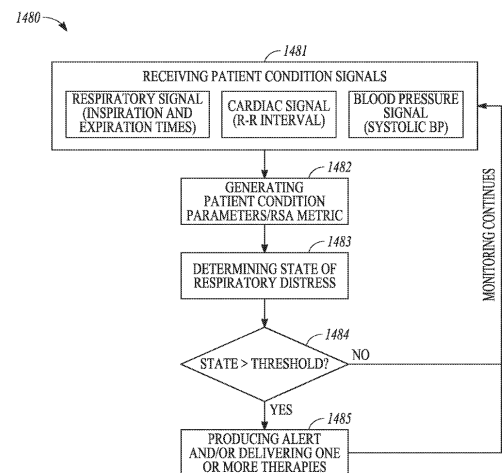 1480
1481
RECEIVING PATIENT CONDITION SIGNALS
RESPIRATORY SIGNAL
(INSPIRATION AND
EXPIRATION TIMES)
CARDIAC SIGNAL
(R-R INTERVAL)
BLOOD PRESSURE
SIGNAL
(SYSTOLIC BP)
1482
GENERATING
PATIENT CONDITION
PARAMETERS/RSA METRIC
1483
DETERMINING STATE OF
RESPIRATORY DISTRESS
1484
STATE > THRESHOLD?
NO
YES
MONITORING CONTINUES
1485
PRODUCING ALERT
AND/OR DELIVERING ONE
OR MORE THERAPIES